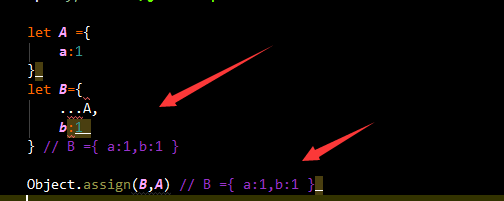 let A ={
a:1
}
let B={
...A,
b:1
} // B ={ a:1,b:1 }
Object.assign(B,A) // B ={ a:1,b:1 }